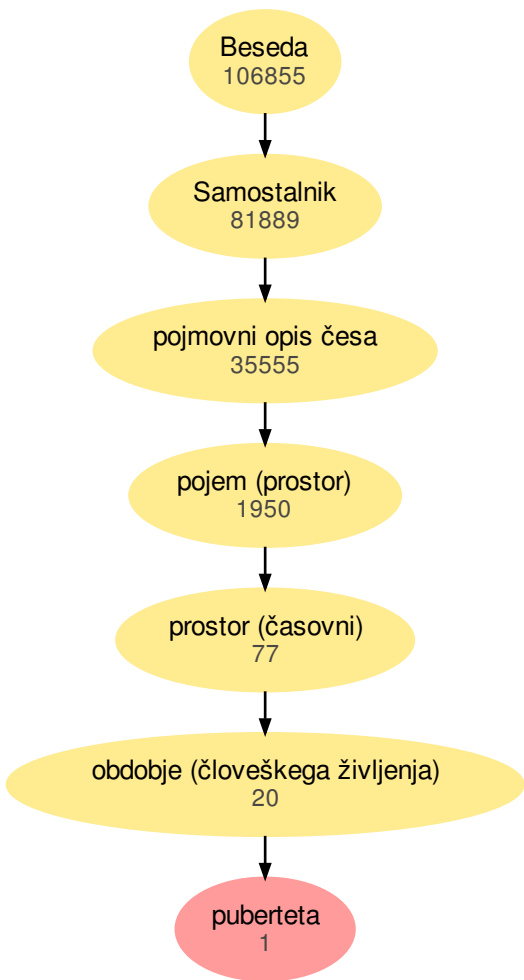 Beseda
106855
Samostalnik
81889
pojmovni opis česa
35555
pojem (prostor)
1950
prostor (časovni)
77
obdobje (človeškega življenja)
20
puberteta
1